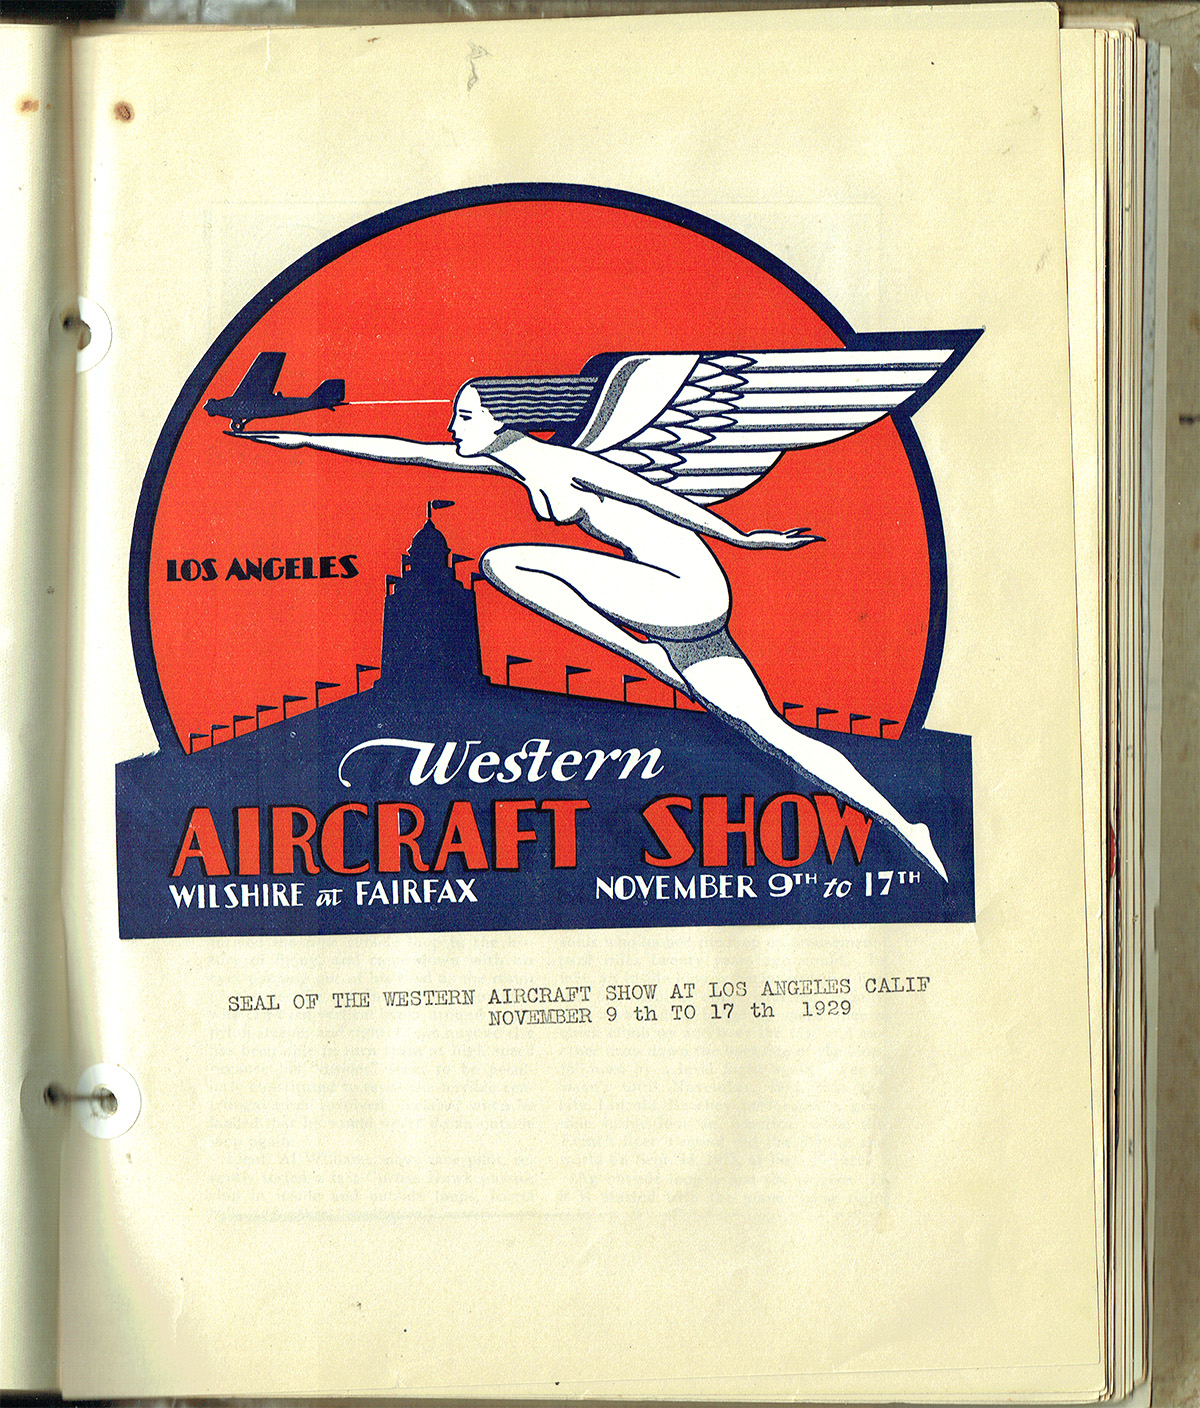 LOS ANGELES
Western
AIRCRAFT SHOW
WILSHIRE at FAIRFAX NOVEMBER 9TH to 17TH
SEAL OF THE WESTERN AIRCRAFT SHOW AT LOS ANGELES CALIF
NOVEMBER 9 th TO 17 th 1929